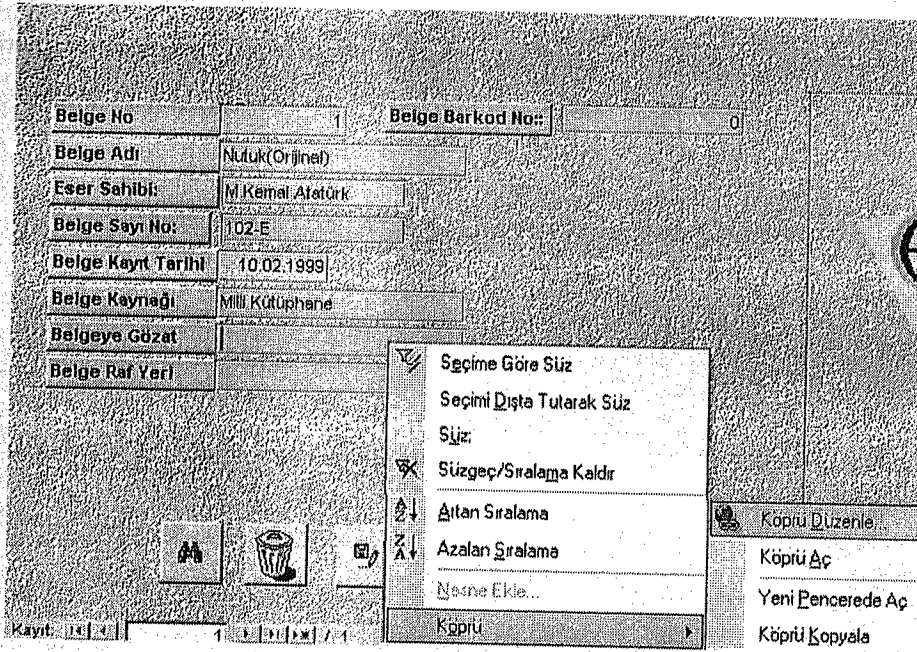 Belge No 1 Belge Barkod No:: 0
Belge Adı Nutuk(Orijinal)
Eser Sahibi: M.Kemal Atatürk
Belge Sayı No: 102-E
Belge Kayıt Tarihi 10.02.1999
Belge Kaynağı Milli Kütüphane
Belgeye Gözat
Belge Raf Yeri
Seçime Göre Süz
Seçimi Dışta Tutarak Süz
Süz:
Süzgeç/Sıralama Kaldır
Artan Sıralama
Azalan Sıralama
Nesne Ekle...
Köprü
Köprü Düzenle...
Köprü Aç
Yeni Pencerede Aç
Köprü Kopyala
Kayıt: 1 / 1